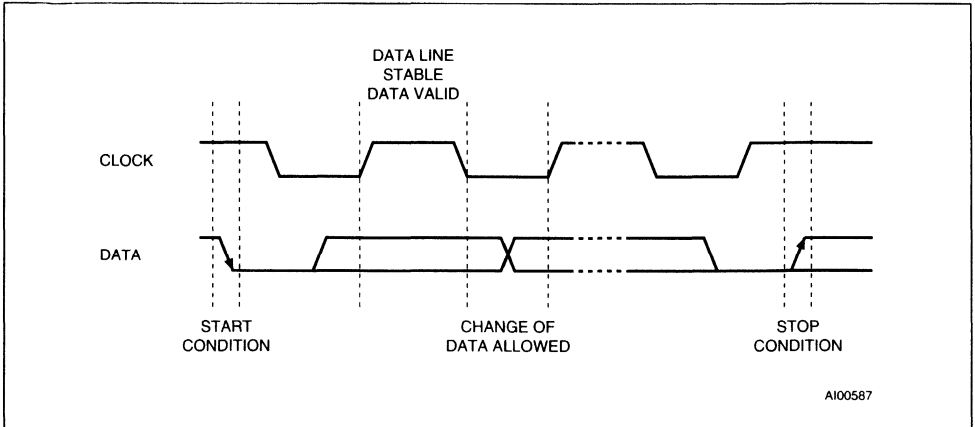 DATA LINE
STABLE
DATA VALID
CLOCK
DATA
START
CONDITION
CHANGE OF
DATA ALLOWED
STOP
CONDITION
AI00587